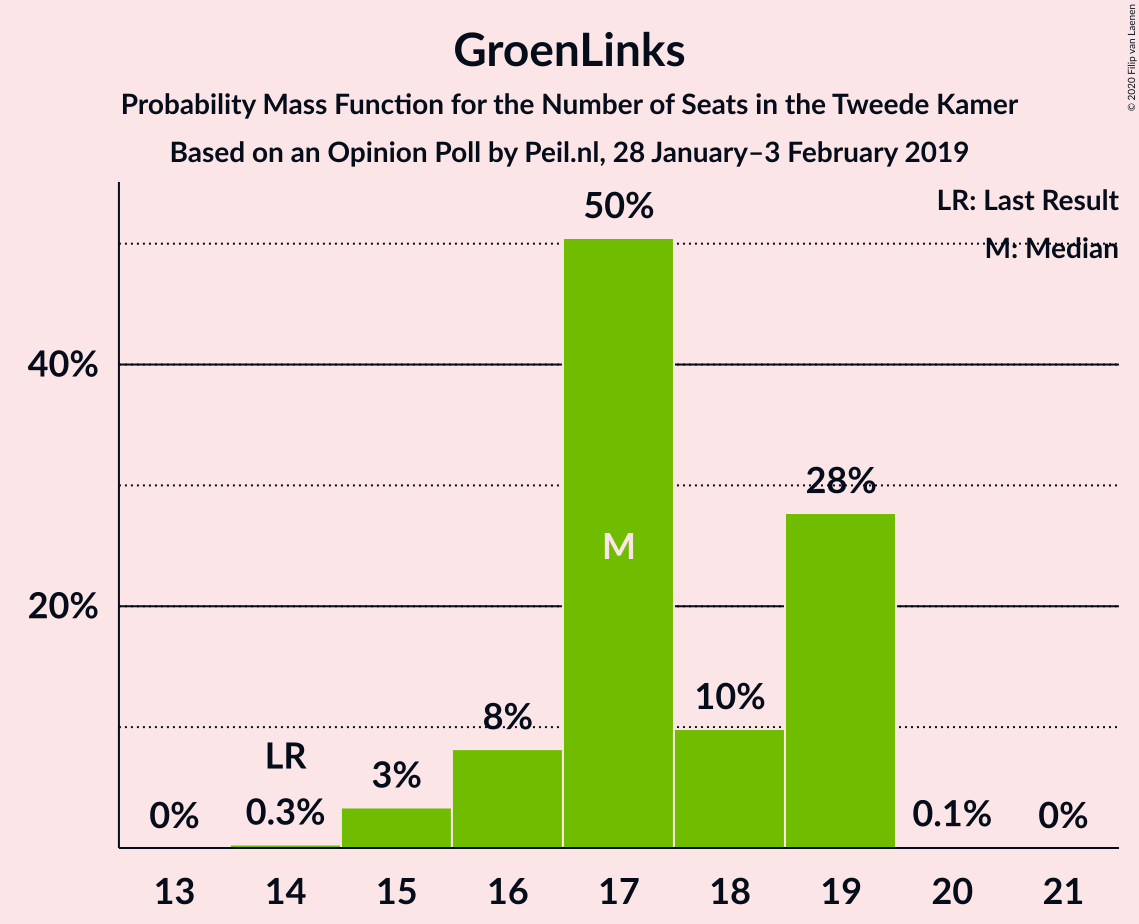 GroenLinks
Probability Mass Function for the Number of Seats in the Tweede Kamer
Based on an Opinion Poll by Peil.nl, 28 January–3 February 2019
© 2020 Filip van Laenen
LR: Last Result
M: Median
50%
40%
28%
M
20%
10%
8%
LR
3%
0%
0.3%
0.1%
0%
13 14 15 16 17 18 19 20 21